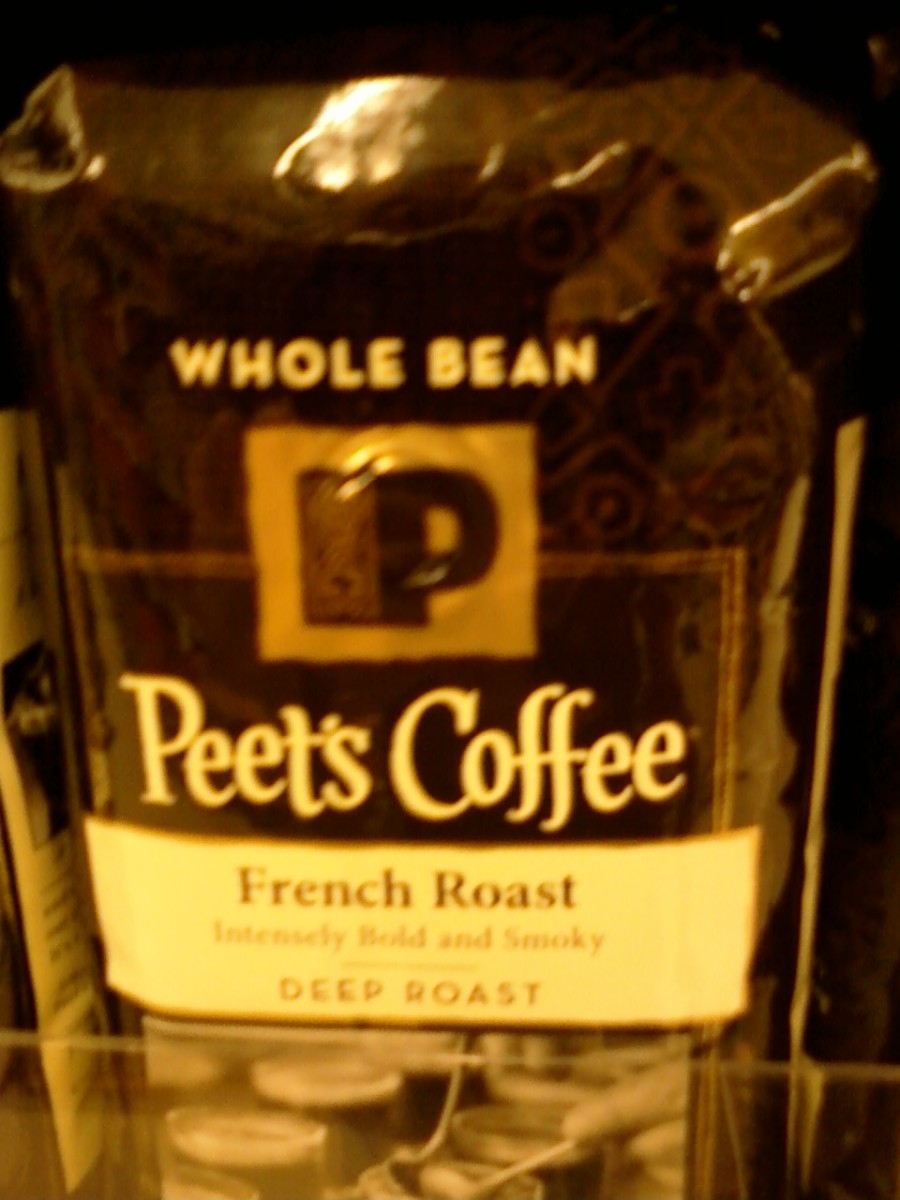 WHOLE BEAN
P
Peet's Coffee
French Roast
Intensely Bold and Smoky
DEEP ROAST